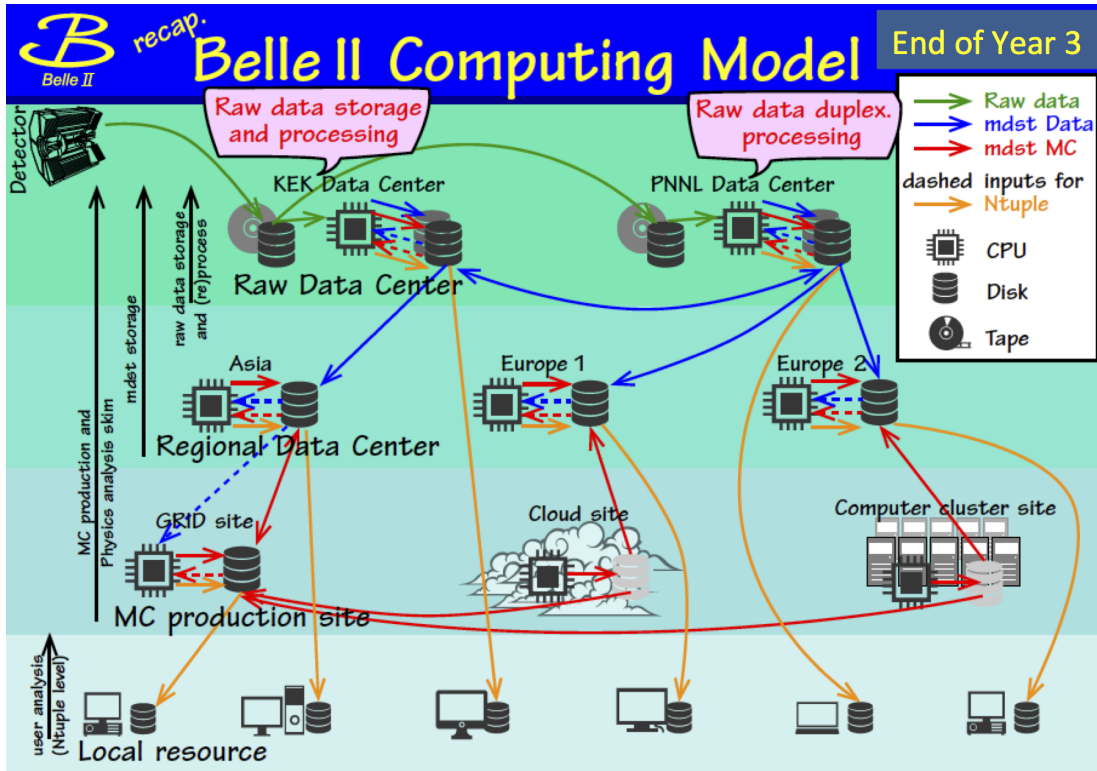 Belle II
recap.
Belle II Computing Model
End of Year 3
Detector
Raw data storage
and processing
Raw data duplex.
processing
Raw data
mdst Data
mdst MC
dashed inputs for
Ntuple
CPU
Disk
Tape
KEK Data Center
PNNL Data Center
Raw Data Center
raw data storage
and (re)process
mdst storage
MC production and
Physics analysis skim
Asia
Europe 1
Europe 2
Regional Data Center
GRID site
Cloud site
Computer cluster site
MC production site
user analysis
(Ntuple level)
Local resource